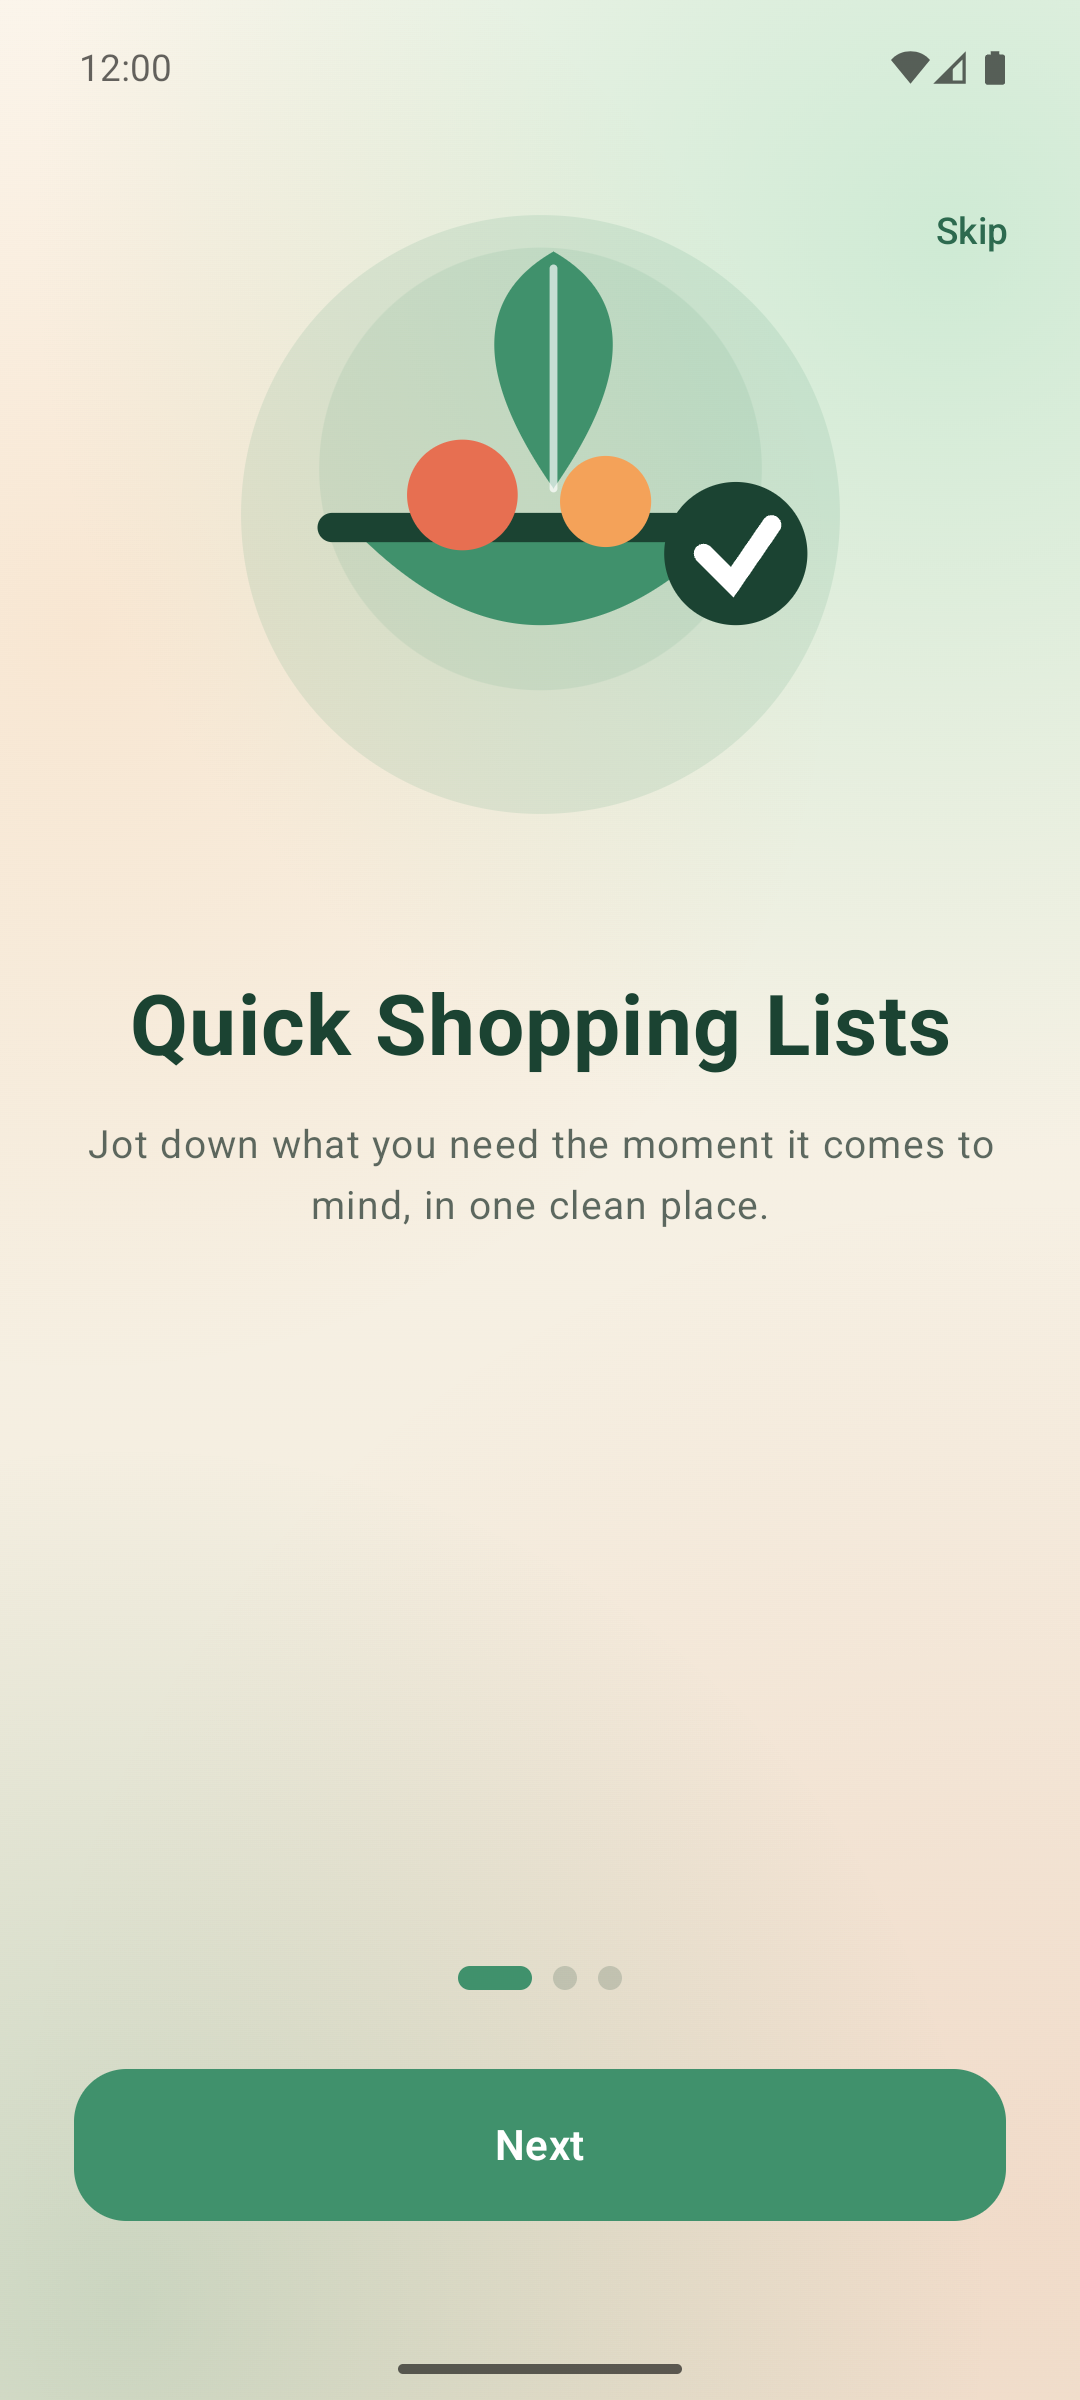 12:00
Skip
Quick Shopping Lists
Jot down what you need the moment it comes to
mind, in one clean place.
Next